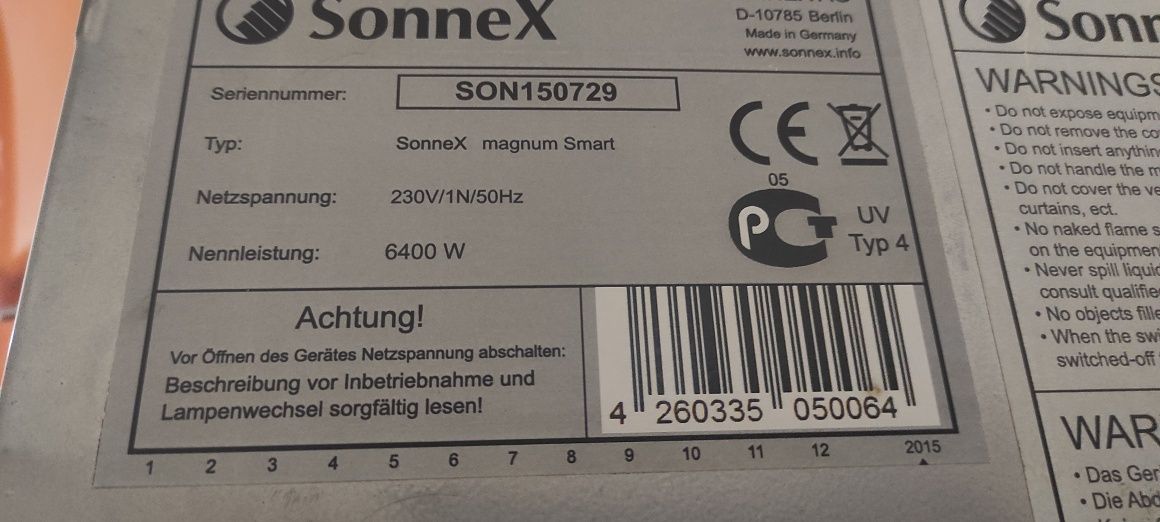 SonneX
D-10785 Berlin
Made in Germany
www.sonnex.info
Seriennummer: SON150729
Typ: SonneX magnum Smart
Netzspannung: 230V/1N/50Hz
Nennleistung: 6400 W
CE
05
UV
Typ 4
Achtung!
Vor Öffnen des Gerätes Netzspannung abschalten:
Beschreibung vor Inbetriebnahme und
Lampenwechsel sorgfältig lesen!
4 260335 050064
1 2 3 4 5 6 7 8 9 10 11 12 2015
Sonn
WARNINGS
• Do not expose equipm
• Do not remove the co
• Do not insert anythin
• Do not handle the m
• Do not cover the ve
curtains, ect.
• No naked flame s
on the equipmen
• Never spill liquid
consult qualifie
• No objects fille
• When the swi
switched-off
WAR
• Das Ger
• Die Abd